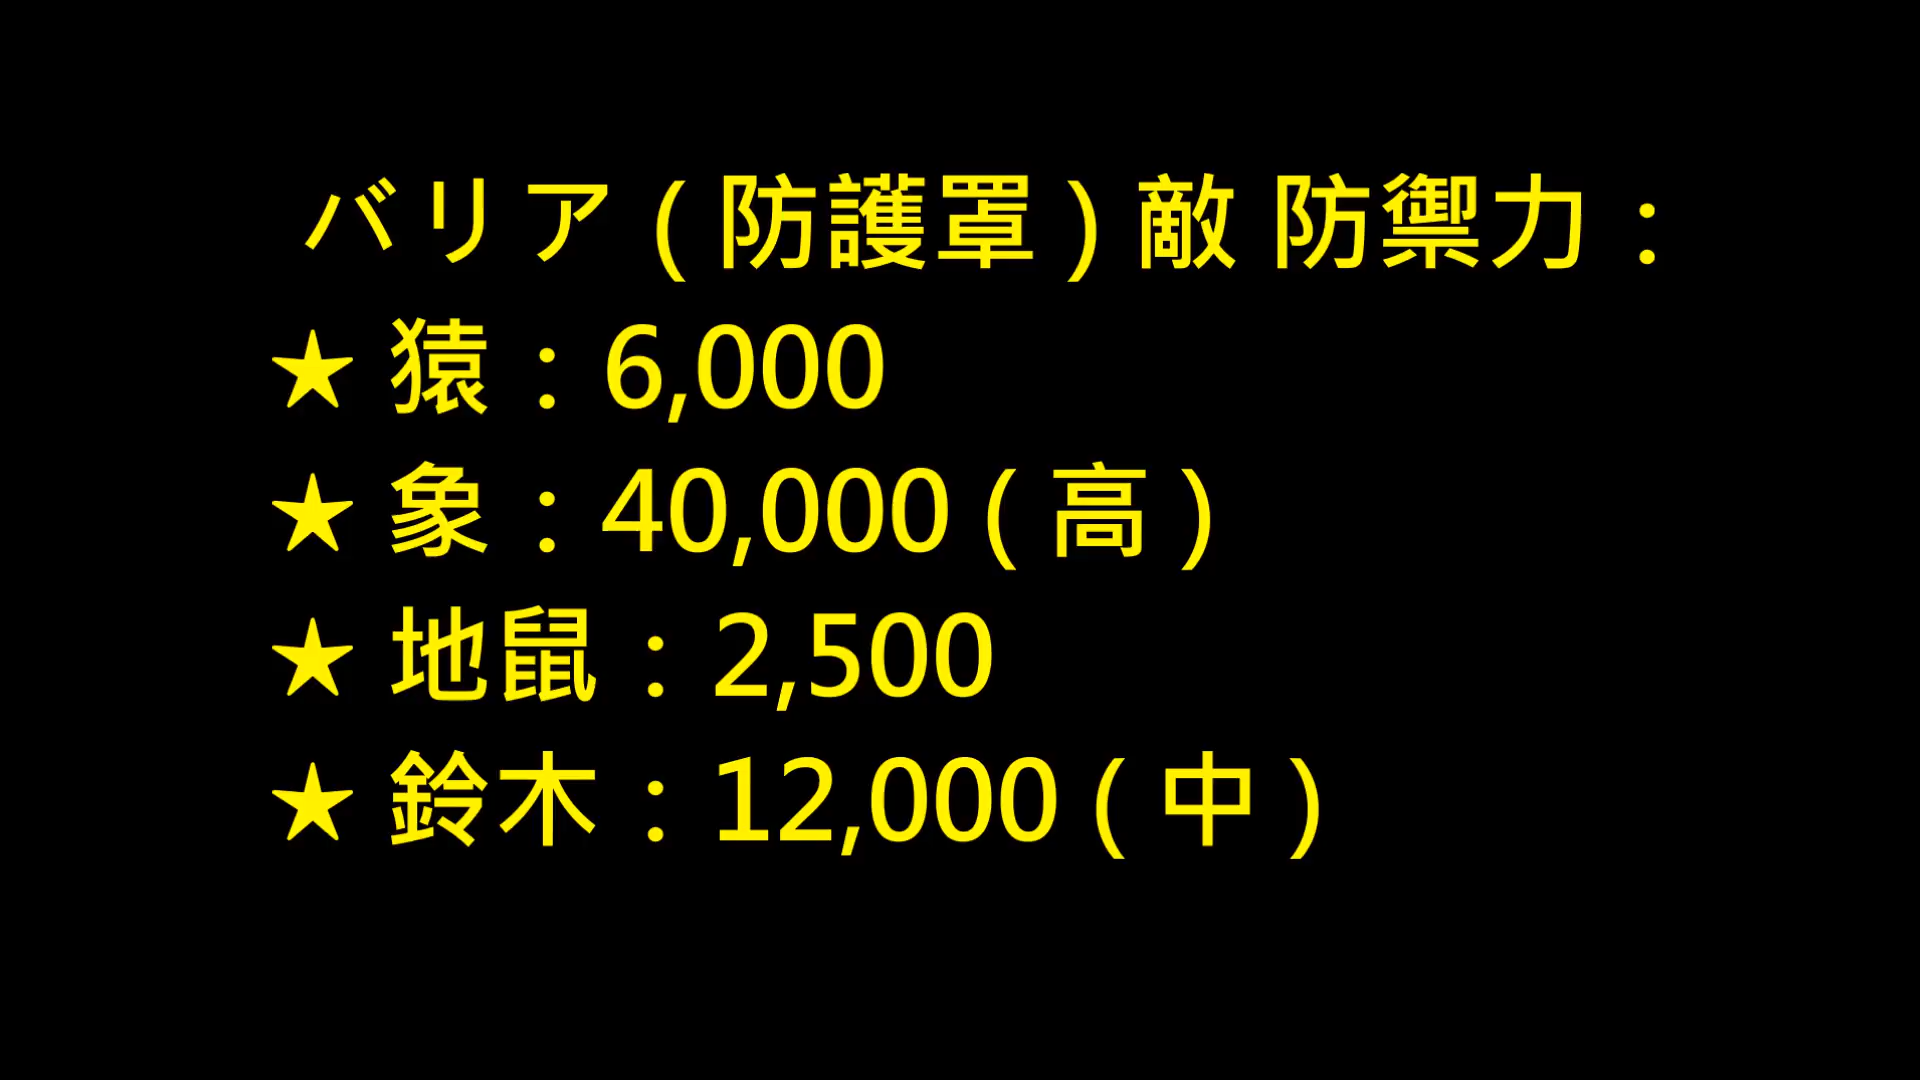 バリア ( 防護罩 ) 敵 防禦力：
★ 猿：6,000
★ 象：40,000 ( 高 )
★ 地鼠：2,500
★ 鈴木：12,000 ( 中 )